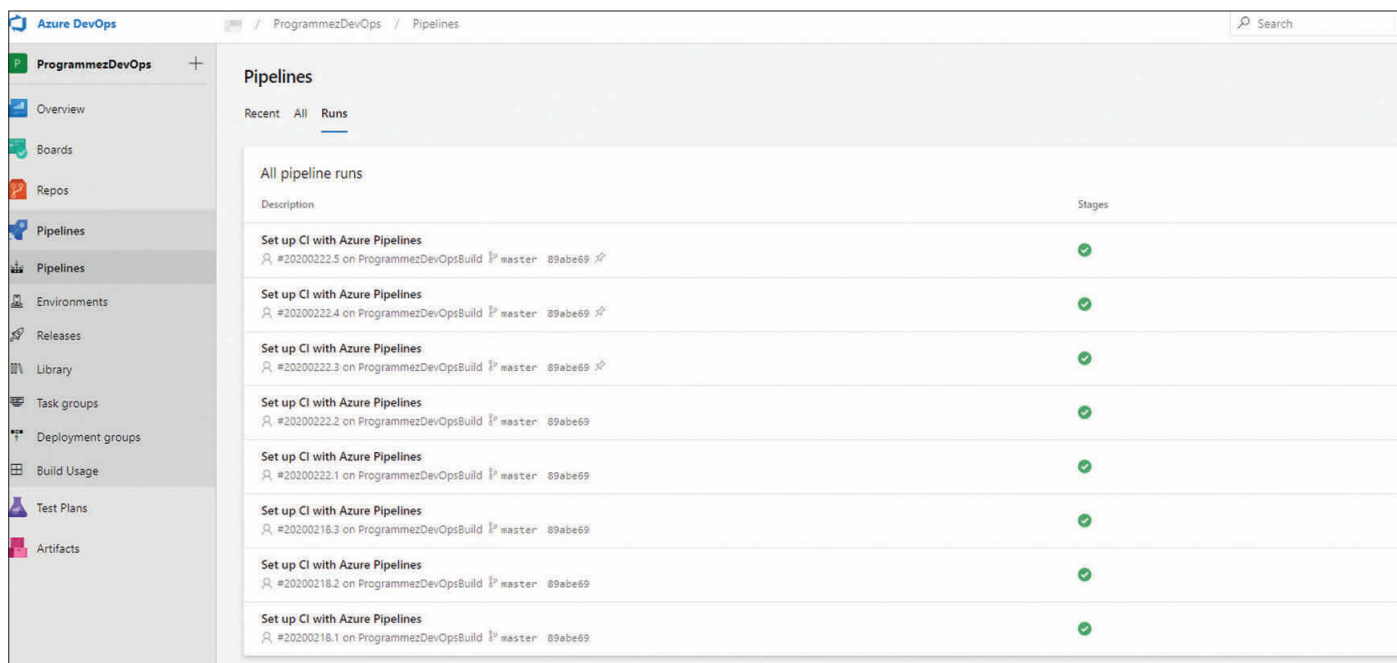 Azure DevOps
/ ProgrammezDevOps / Pipelines
Search
P ProgrammezDevOps +
Overview
Boards
Repos
Pipelines
Pipelines
Environments
Releases
Library
Task groups
Deployment groups
Build Usage
Test Plans
Artifacts
Pipelines
Recent All Runs
All pipeline runs
Description Stages
Set up CI with Azure Pipelines
#20200222.5 on ProgrammezDevOpsBuild master 89abe69
Set up CI with Azure Pipelines
#20200222.4 on ProgrammezDevOpsBuild master 89abe69
Set up CI with Azure Pipelines
#20200222.3 on ProgrammezDevOpsBuild master 89abe69
Set up CI with Azure Pipelines
#20200222.2 on ProgrammezDevOpsBuild master 89abe69
Set up CI with Azure Pipelines
#20200222.1 on ProgrammezDevOpsBuild master 89abe69
Set up CI with Azure Pipelines
#20200218.3 on ProgrammezDevOpsBuild master 89abe69
Set up CI with Azure Pipelines
#20200218.2 on ProgrammezDevOpsBuild master 89abe69
Set up CI with Azure Pipelines
#20200218.1 on ProgrammezDevOpsBuild master 89abe69